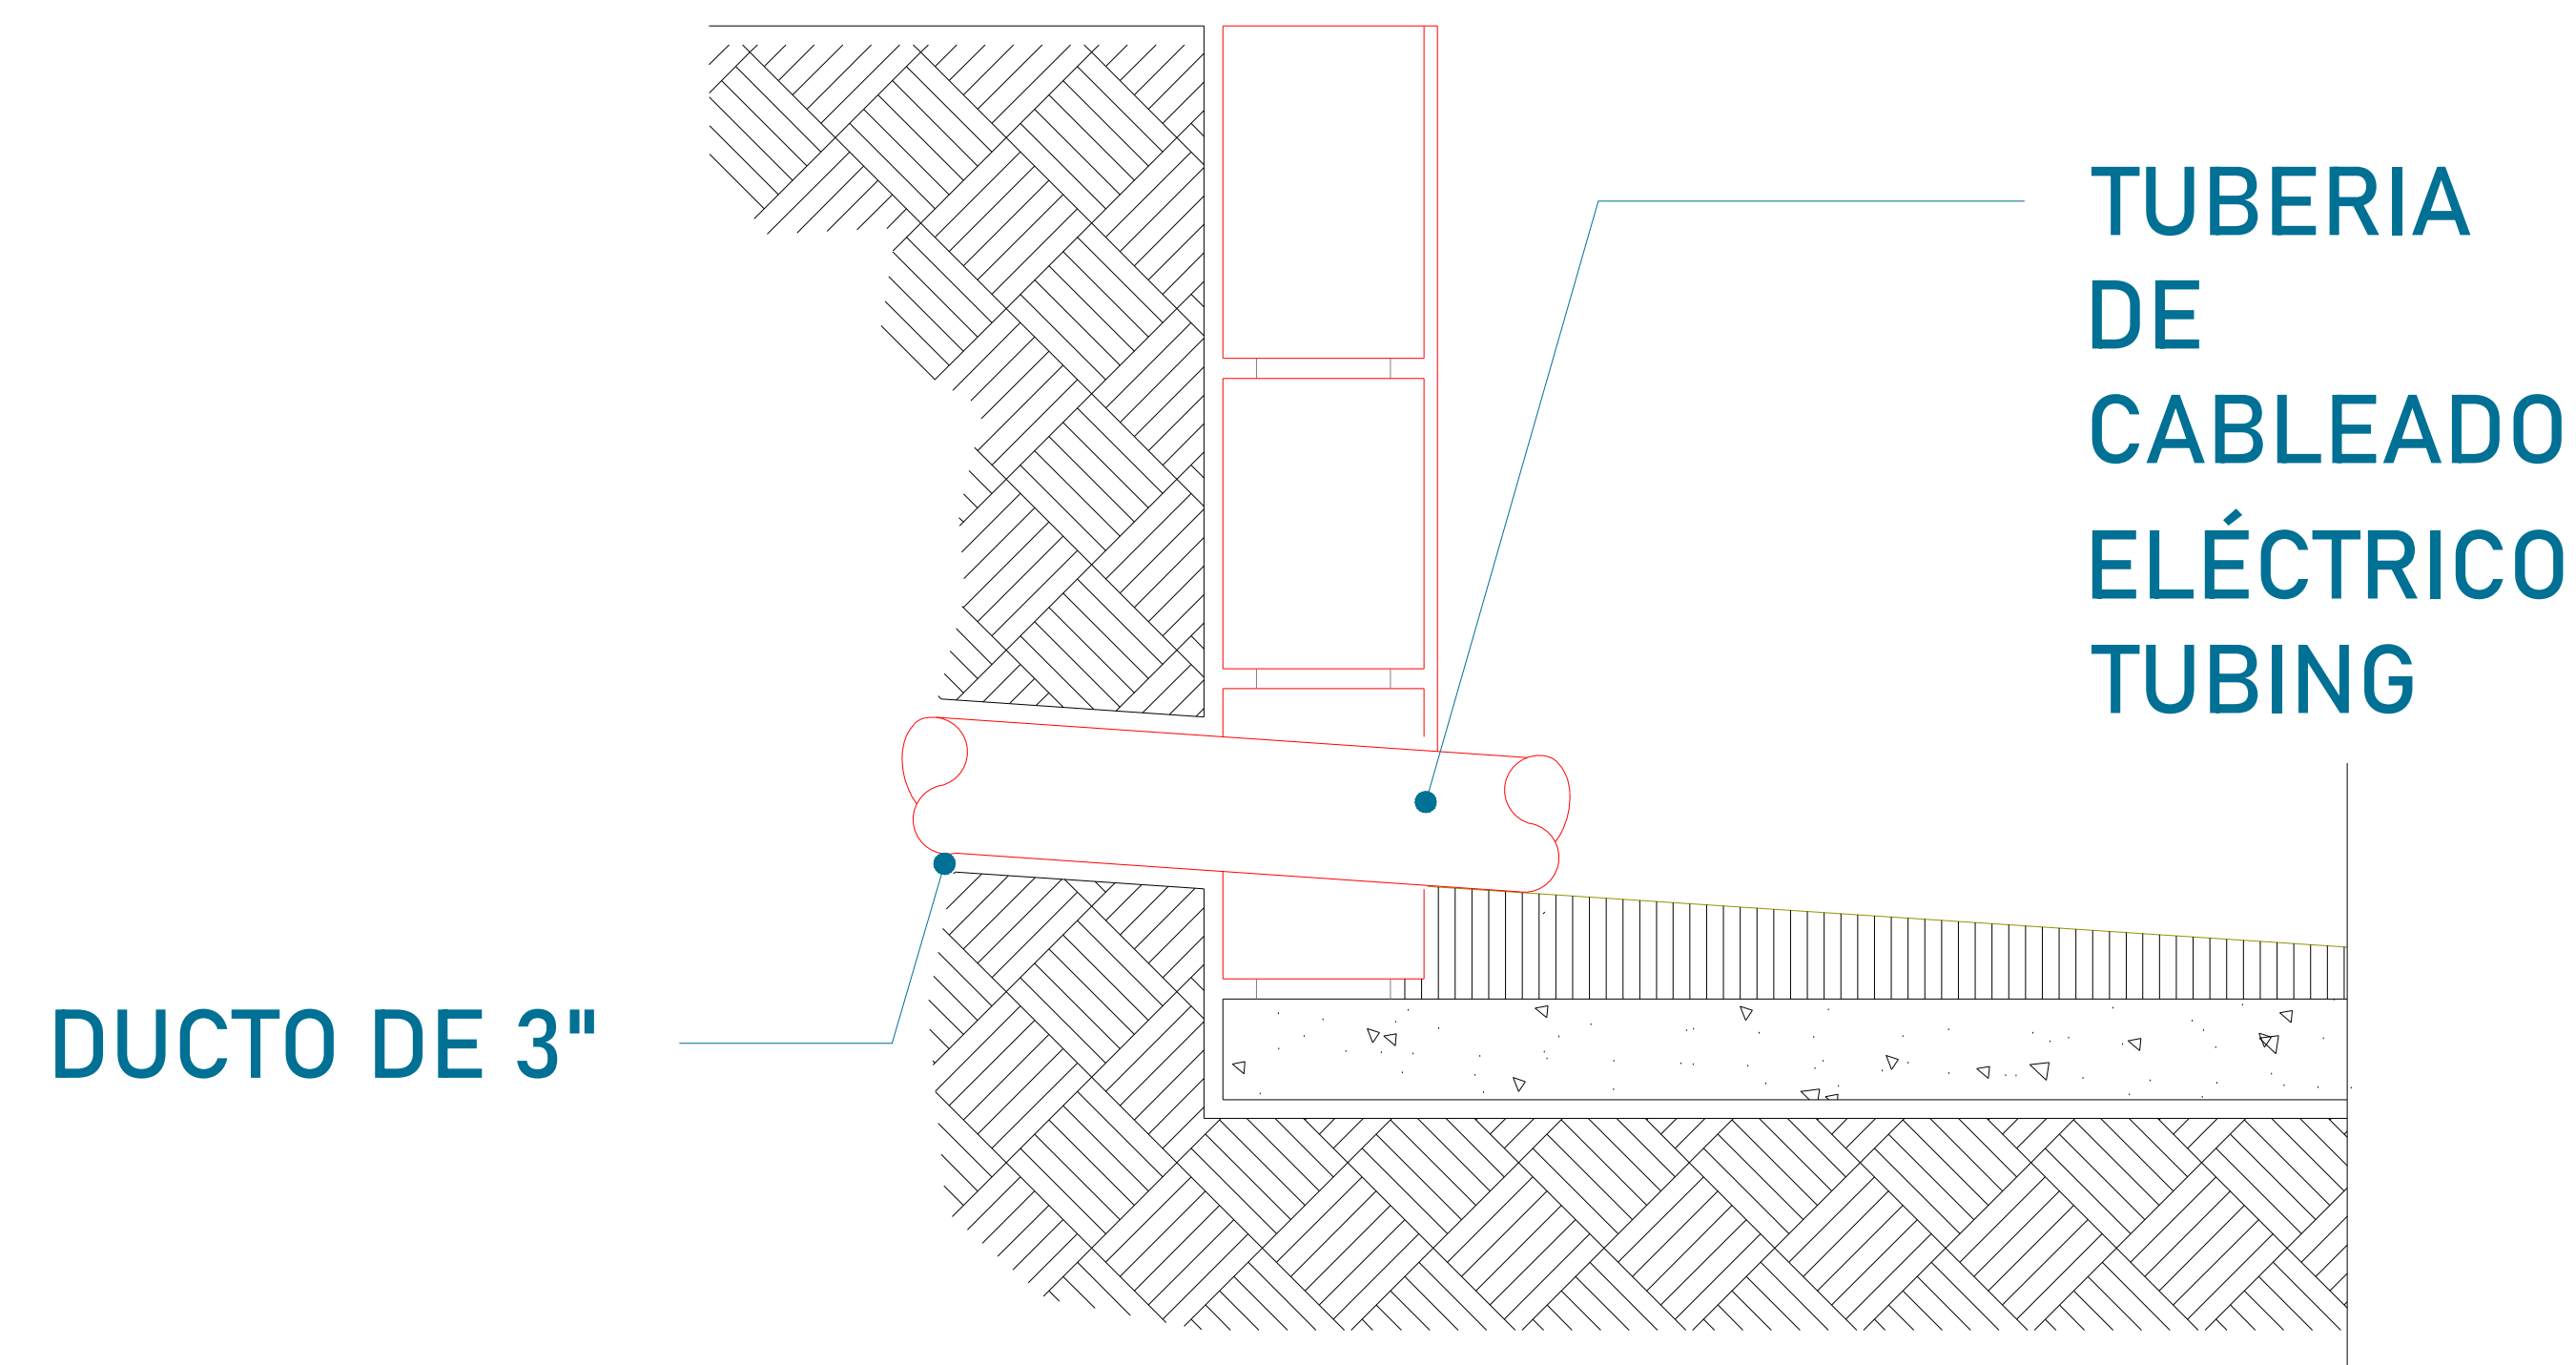 TUBERIA
DE
CABLEADO
ELÉCTRICO
TUBING
DUCTO DE 3"